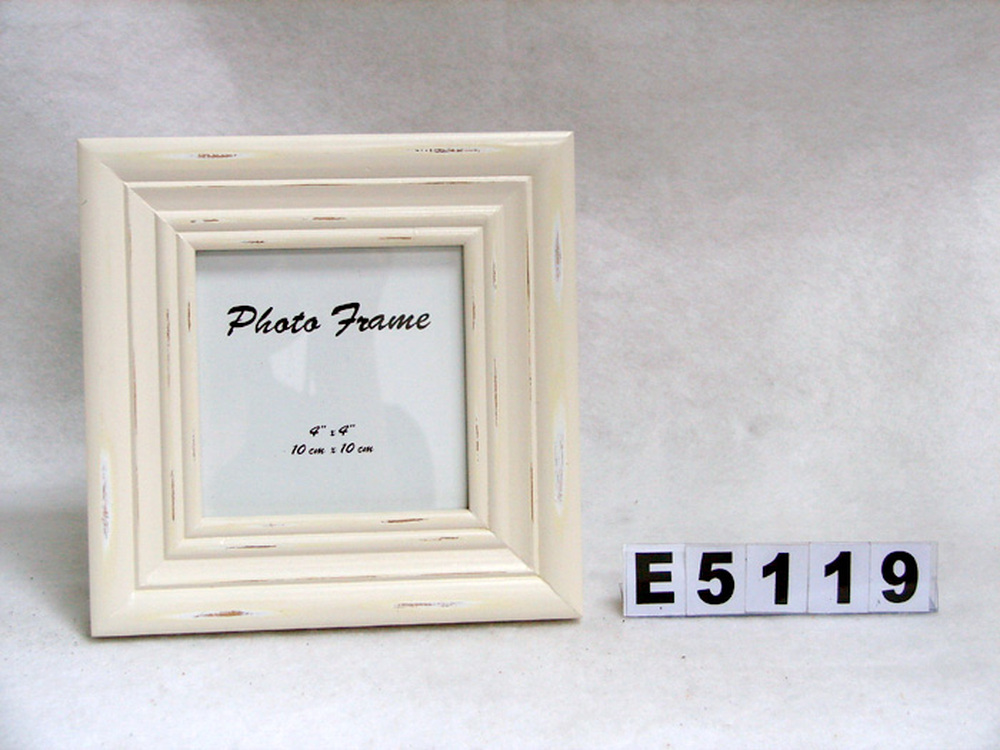 Photo Frame
4" x 4"
10 cm x 10 cm
E5119